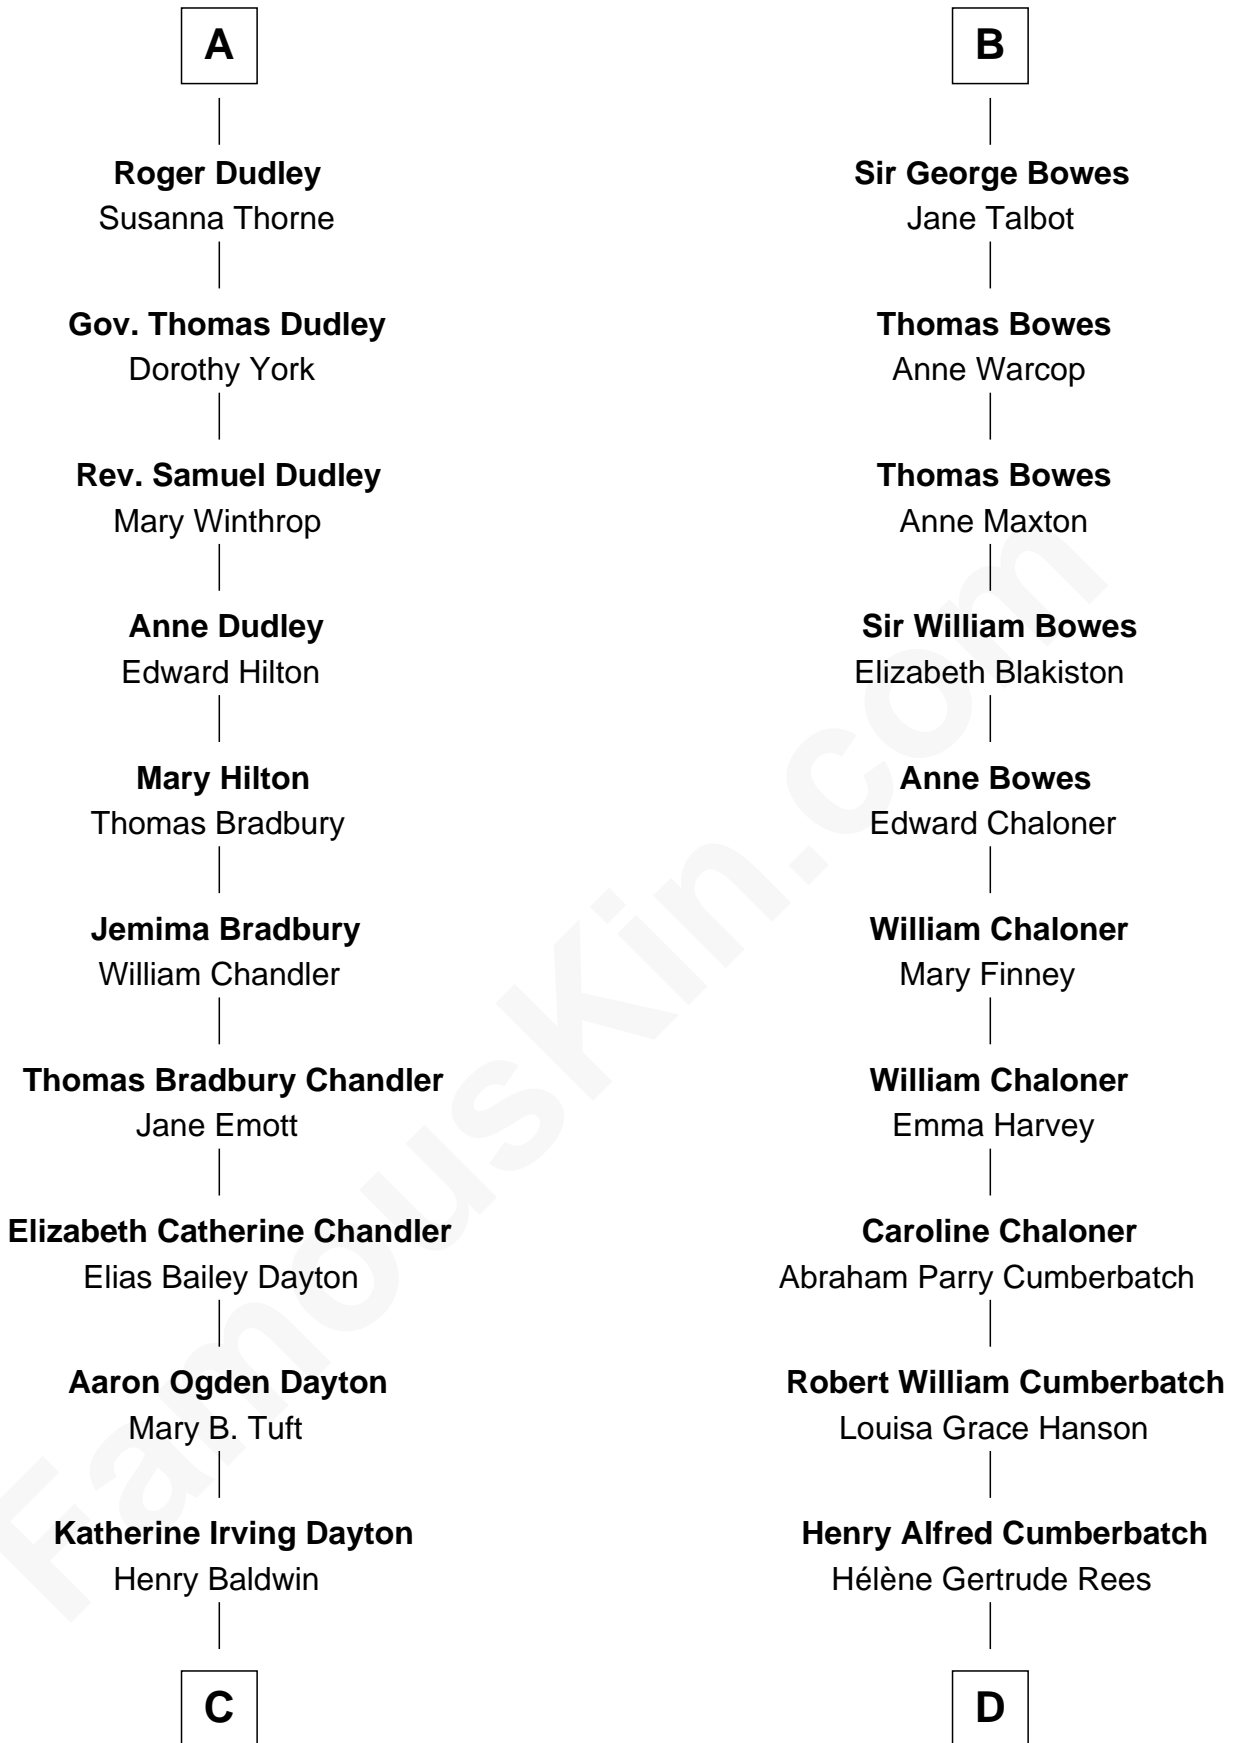 A
Roger Dudley
Susanna Thorne
Gov. Thomas Dudley
Dorothy York
Rev. Samuel Dudley
Mary Winthrop
Anne Dudley
Edward Hilton
Mary Hilton
Thomas Bradbury
Jemima Bradbury
William Chandler
Thomas Bradbury Chandler
Jane Emott
Elizabeth Catherine Chandler
Elias Bailey Dayton
Aaron Ogden Dayton
Mary B. Tuft
Katherine Irving Dayton
Henry Baldwin
C
B
Sir George Bowes
Jane Talbot
Thomas Bowes
Anne Warcop
Thomas Bowes
Anne Maxton
Sir William Bowes
Elizabeth Blakiston
Anne Bowes
Edward Chaloner
William Chaloner
Mary Finney
William Chaloner
Emma Harvey
Caroline Chaloner
Abraham Parry Cumberbatch
Robert William Cumberbatch
Louisa Grace Hanson
Henry Alfred Cumberbatch
Hélène Gertrude Rees
D
FamousKin.com